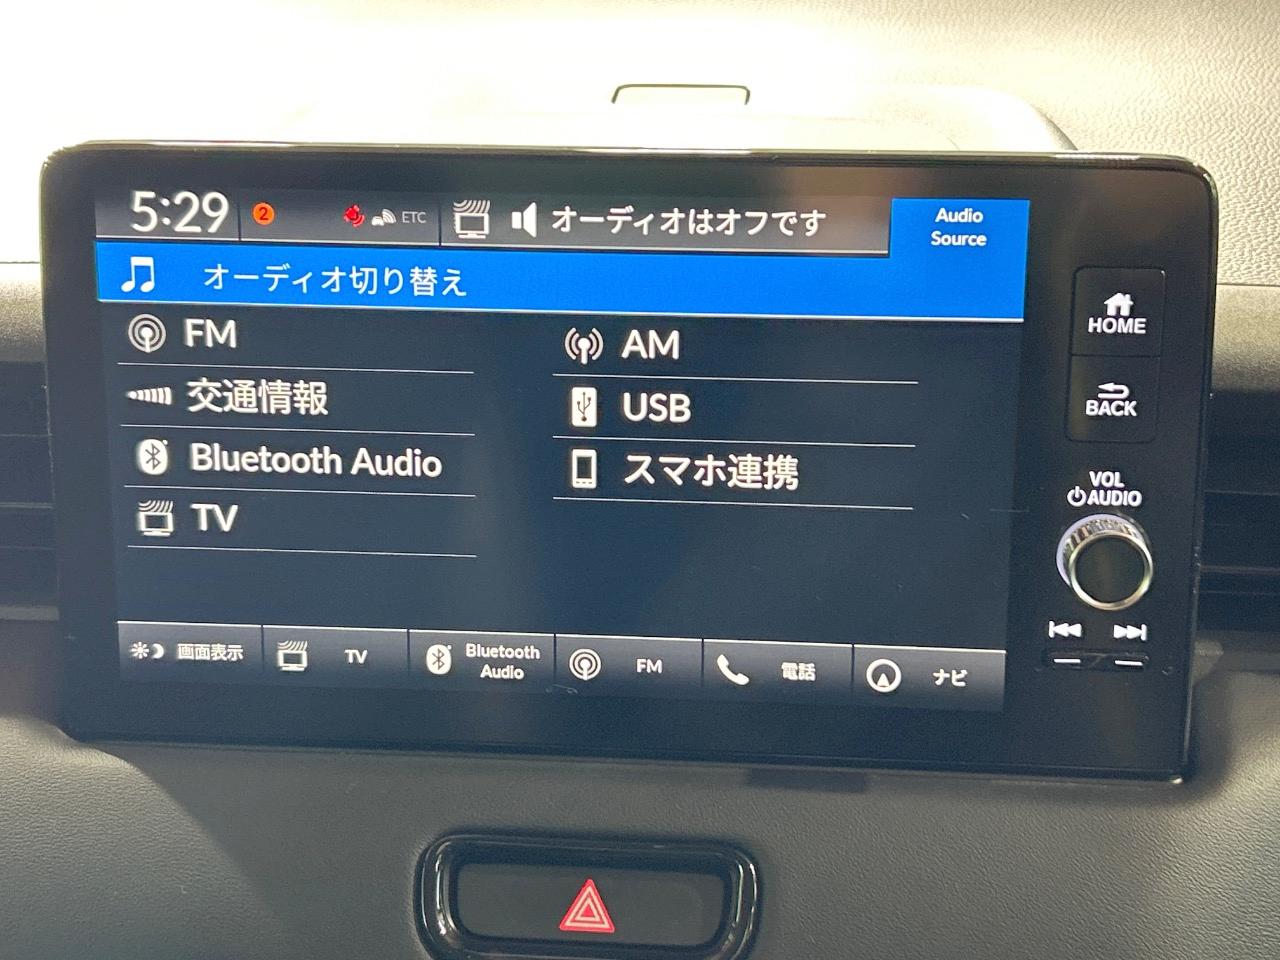 5:29
2
ETC
オーディオはオフです
Audio
Source
オーディオ切り替え
FM
AM
交通情報
USB
Bluetooth Audio
スマホ連携
TV
画面表示
TV
Bluetooth
Audio
FM
電話
ナビ
HOME
BACK
VOL
AUDIO